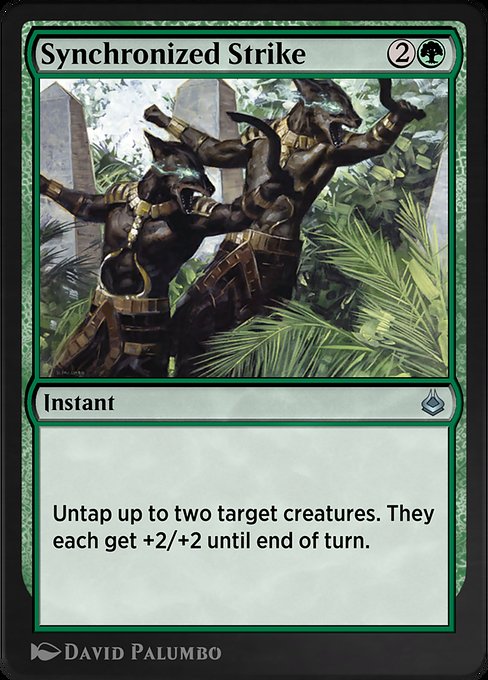 Synchronized Strike 2
Instant
Untap up to two target creatures. They
each get +2/+2 until end of turn.
DAVID PALUMBO